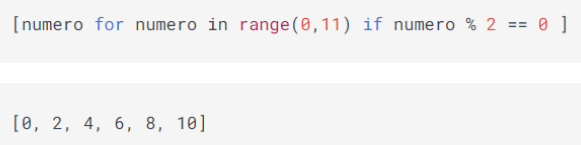 [numero for numero in range(0,11) if numero % 2 == 0 ]
[0, 2, 4, 6, 8, 10]